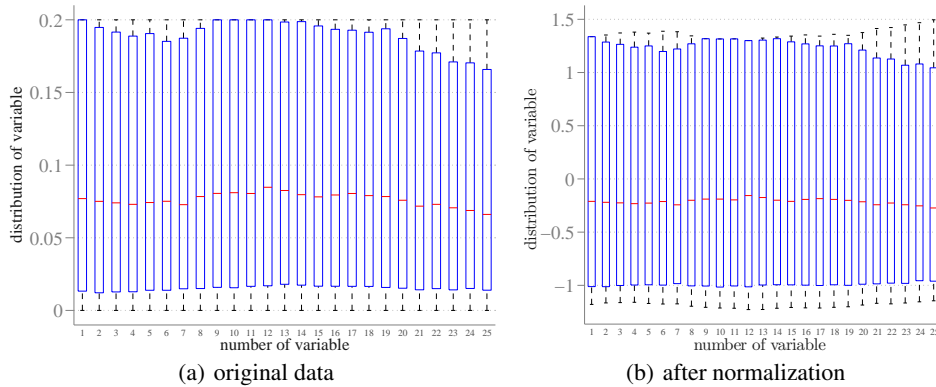 0.2
0.15
0.1
0.05
0
distribution of variable
1 2 3 4 5 6 7 8 9 10 11 12 13 14 15 16 17 18 19 20 21 22 23 24 25
number of variable
(a) original data
1.5
1
0.5
0
−0.5
−1
distribution of variable
1 2 3 4 5 6 7 8 9 10 11 12 13 14 15 16 17 18 19 20 21 22 23 24 25
number of variable
(b) after normalization